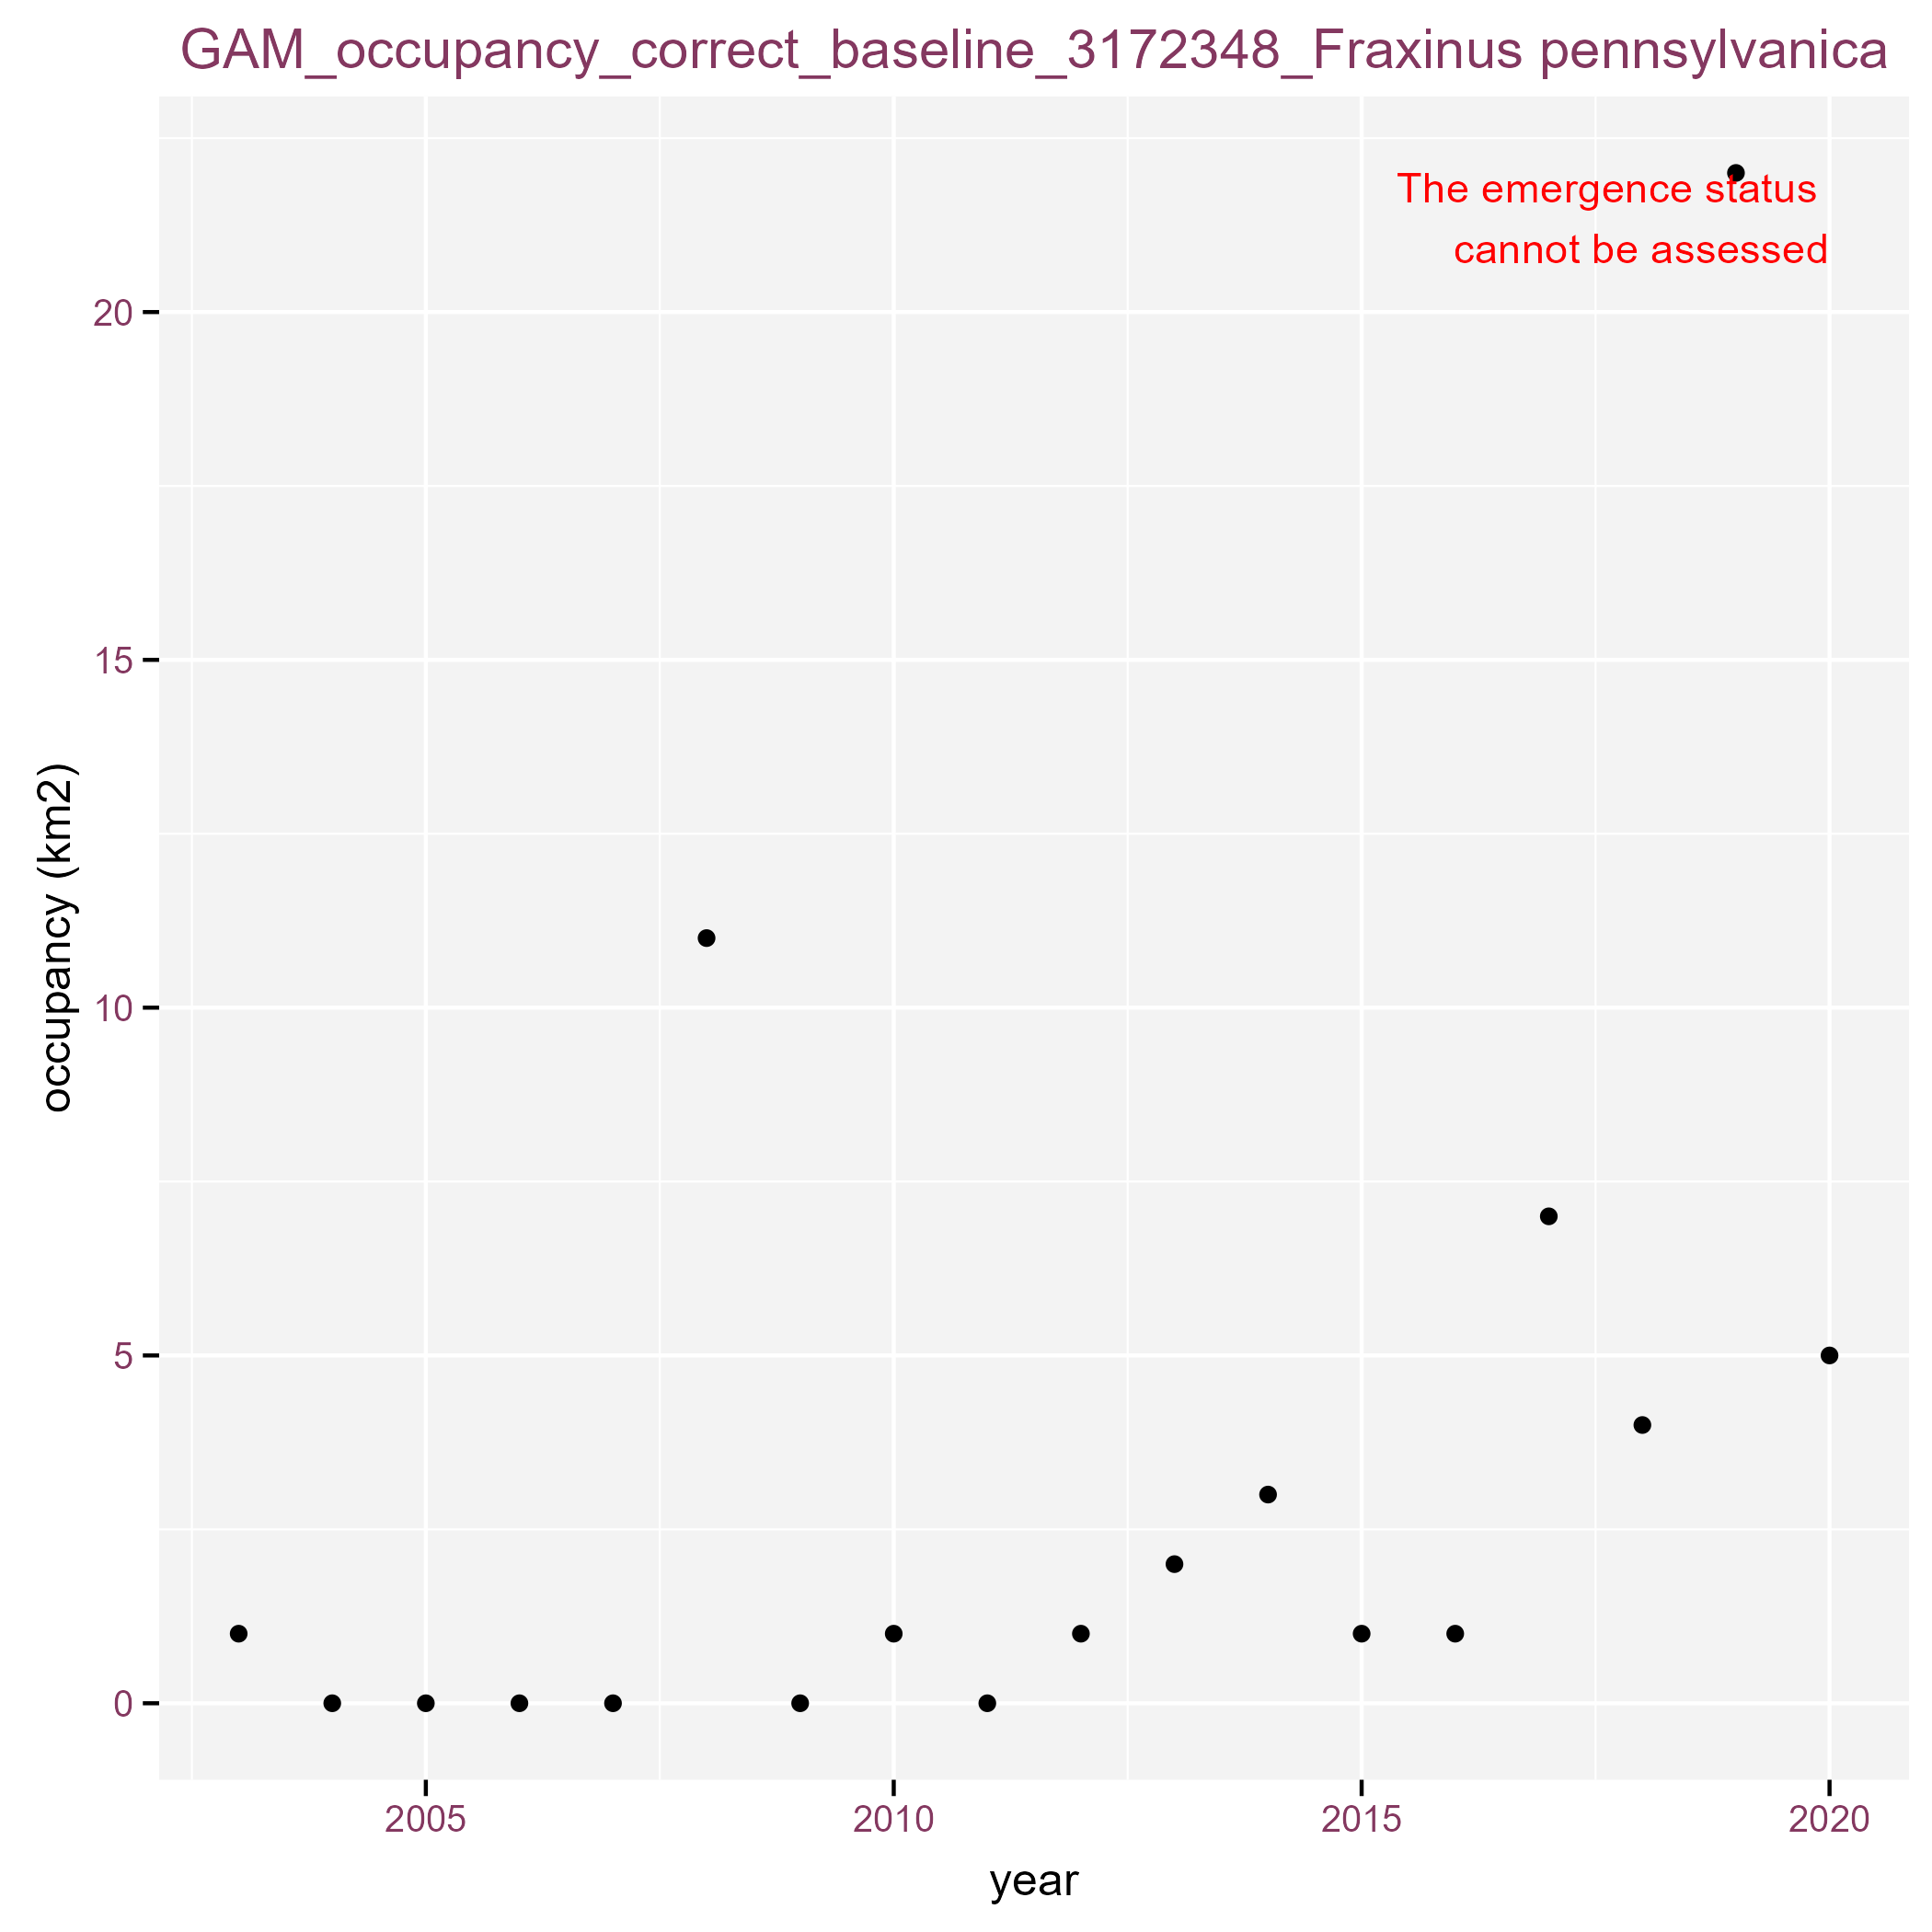 GAM_occupancy_correct_baseline_3172348_Fraxinus pennsylvanica
The emergence status
cannot be assessed
20
15
10
5
0
occupancy (km2)
2005 2010 2015 2020
year